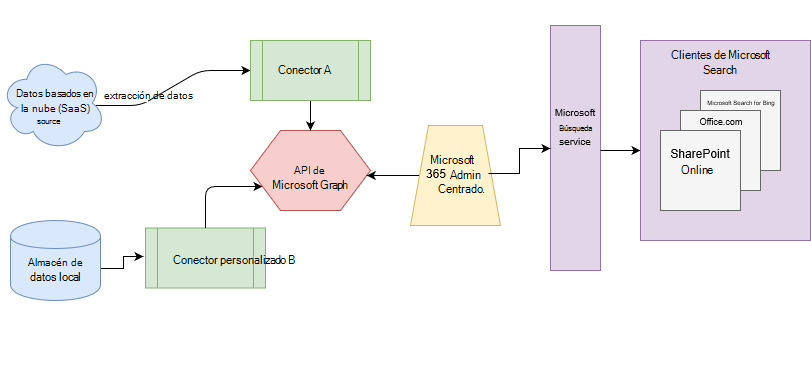 Datos basados en
la nube (SaaS)
source
extracción de datos
Conector A
API de
Microsoft Graph
Almacén de
datos local
Conector personalizado B
Microsoft
365 Admin
Centrado.
Microsoft
Búsqueda
service
Clientes de Microsoft
Search
Microsoft Search for Bing
Office.com
SharePoint
Online